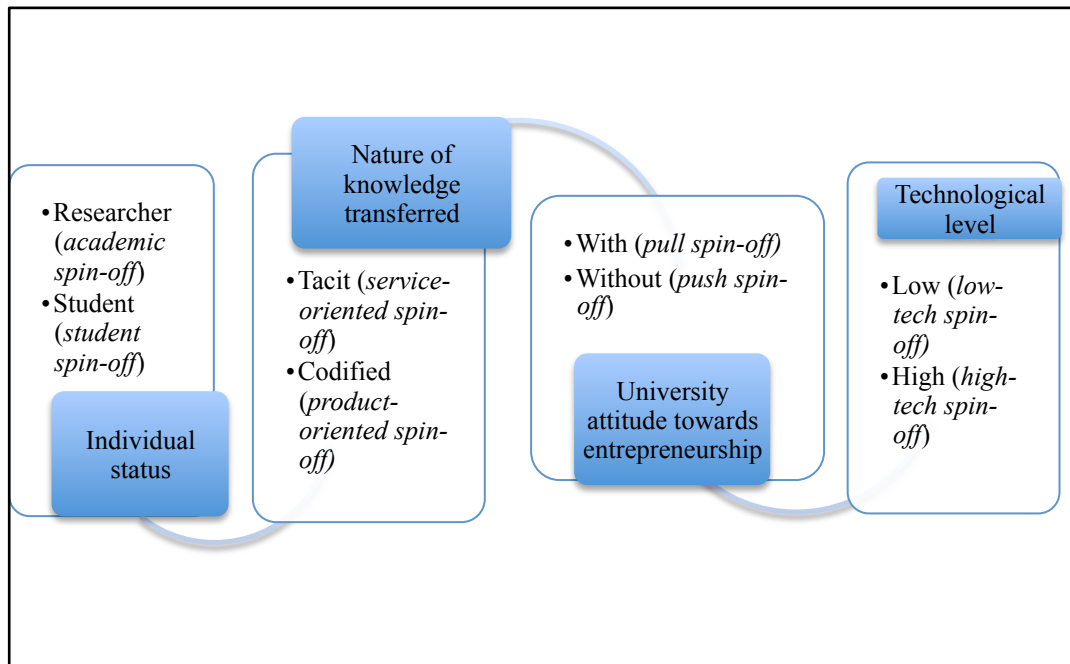 •Researcher
(academic
spin-off)
•Student
(student
spin-off)
Individual
status
Nature of
knowledge
transferred
•Tacit (service-
oriented spin-
off)
•Codified
(product-
oriented spin-
off)
•With (pull spin-off)
•Without (push spin-
off)
University
attitude towards
entrepreneurship
Technological
level
•Low (low-
tech spin-
off)
•High (high-
tech spin-
off)